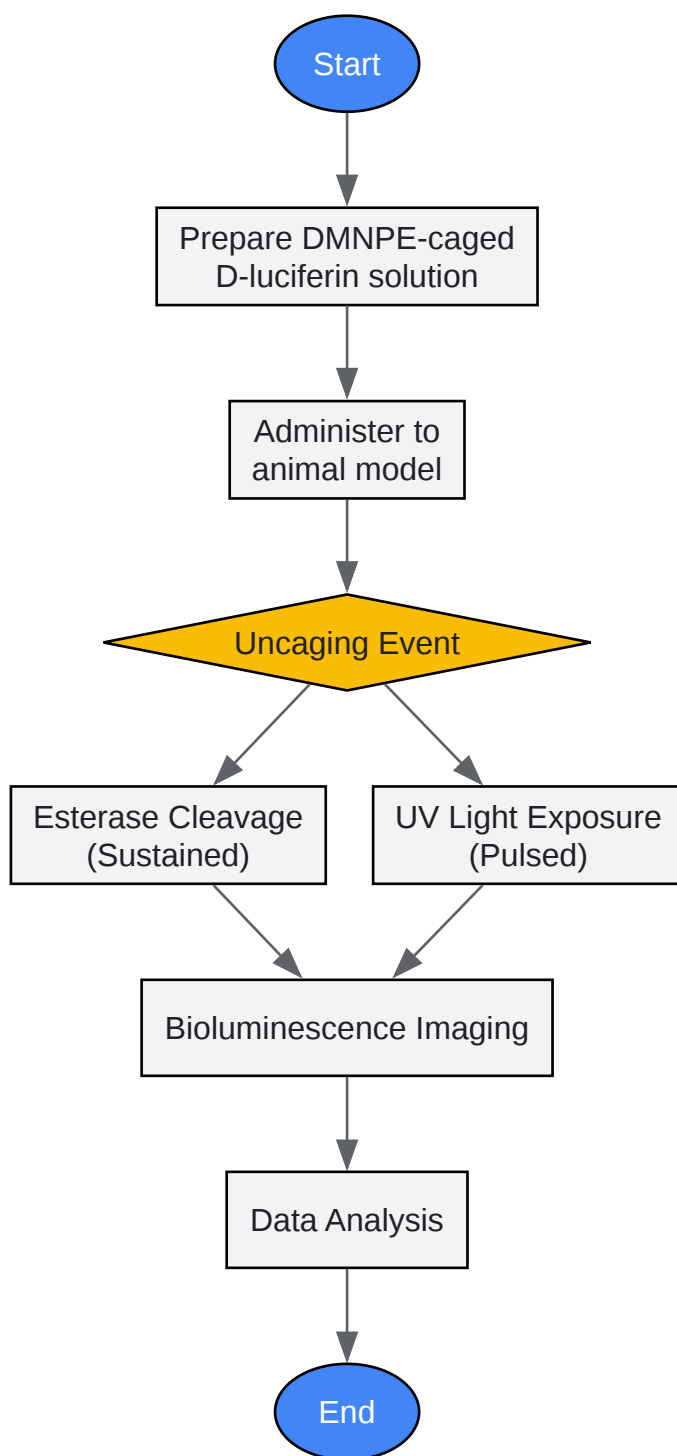 Start
Prepare DMNPE-caged
D-luciferin solution
Administer to
animal model
Uncaging Event
Esterase Cleavage
(Sustained)
UV Light Exposure
(Pulsed)
Bioluminescence Imaging
Data Analysis
End